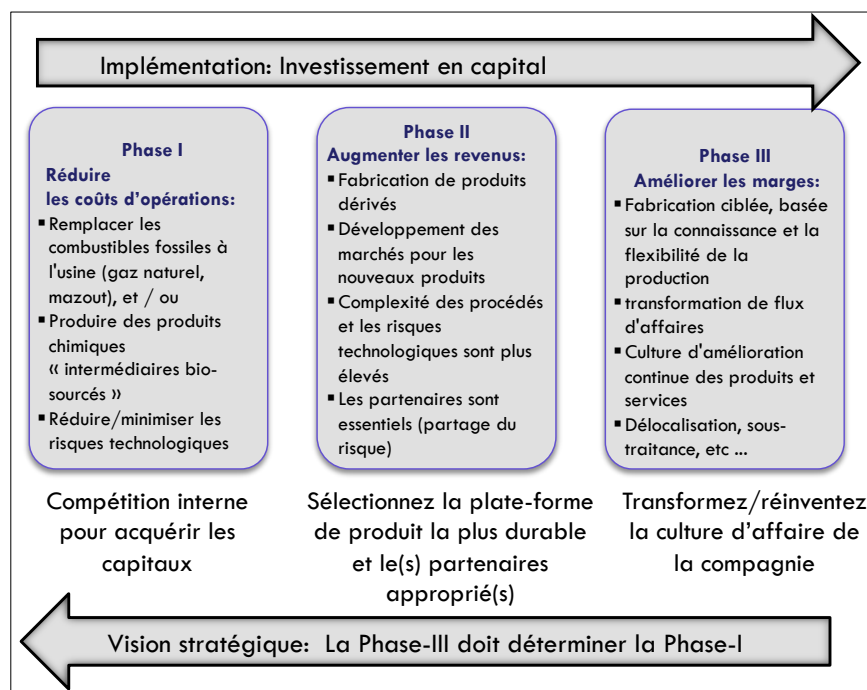 Implémentation: Investissement en capital
Phase I
Réduire
les coûts d'opérations:
▪ Remplacer les
combustibles fossiles à
l'usine (gaz naturel,
mazout), et / ou
▪ Produire des produits
chimiques
« intermédiaires bio-
sourcés »
▪ Réduire/minimiser les
risques technologiques
Phase II
Augmenter les revenus:
▪ Fabrication de produits
dérivés
▪ Développement des
marchés pour les
nouveaux produits
▪ Complexité des procédés
et les risques
technologiques sont plus
élevés
▪ Les partenaires sont
essentiels (partage du
risque)
Phase III
Améliorer les marges:
▪ Fabrication ciblée, basée
sur la connaissance et la
flexibilité de la
production
▪ transformation de flux
d'affaires
▪ Culture d'amélioration
continue des produits et
services
▪ Délocalisation, sous-
traitance, etc ...
Compétition interne
pour acquérir les
capitaux
Sélectionnez la plate-forme
de produit la plus durable
et le(s) partenaires
approprié(s)
Transformez/réinventez
la culture d'affaire de
la compagnie
Vision stratégique: La Phase-III doit déterminer la Phase-I